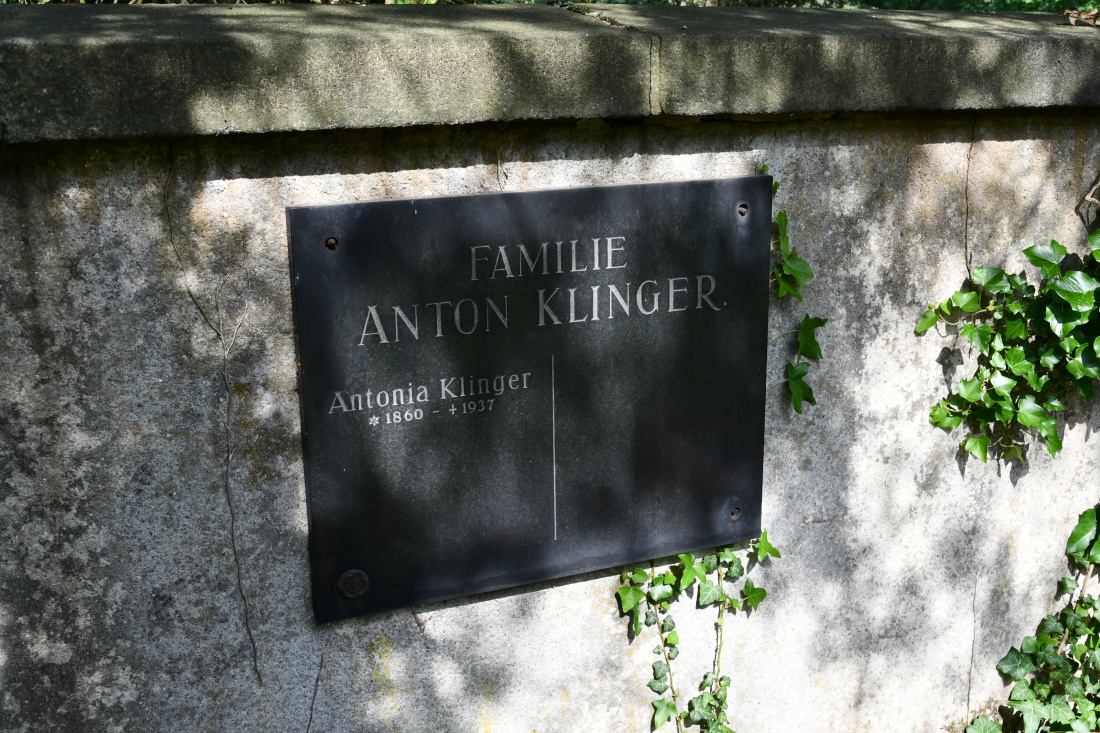 FAMILIE
ANTON KLINGER.
Antonia Klinger
* 1860 - + 1937